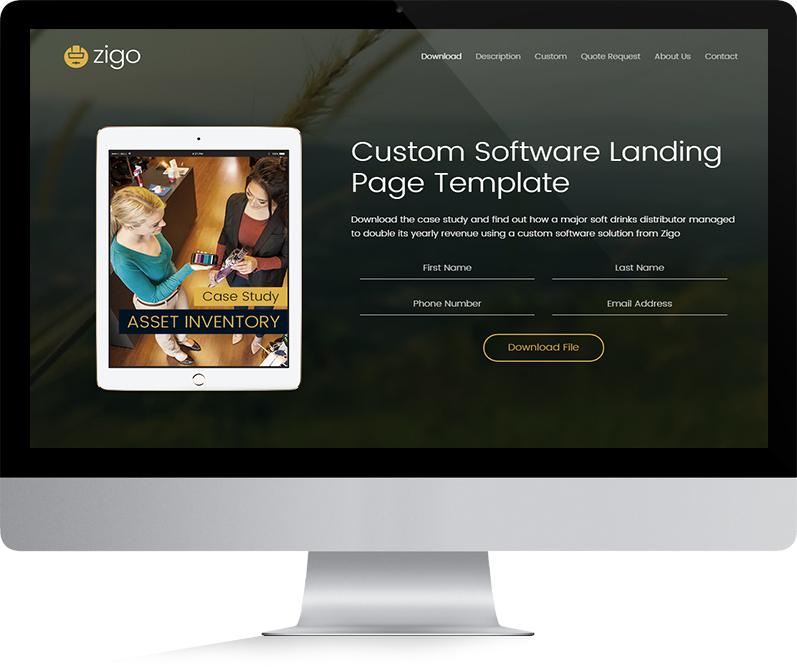 zigo
Download Description Custom Quote Request About Us Contact
Custom Software Landing
Page Template
Download the case study and find out how a major soft drinks distributor managed
to double its yearly revenue using a custom software solution from Zigo
First Name Last Name
Phone Number Email Address
Download File
Case Study
ASSET INVENTORY